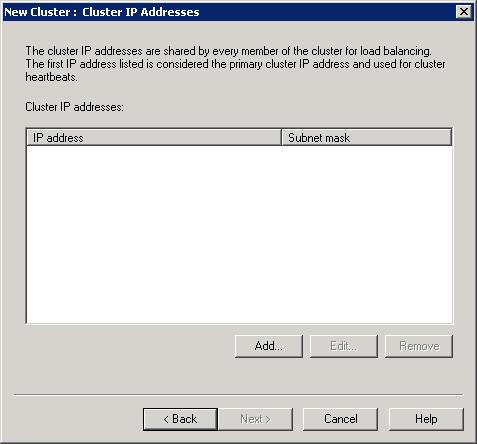 New Cluster : Cluster IP Addresses
The cluster IP addresses are shared by every member of the cluster for load balancing.
The first IP address listed is considered the primary cluster IP address and used for cluster
heartbeats.
Cluster IP addresses:
IP address Subnet mask
Add... Edit... Remove
< Back Next > Cancel Help